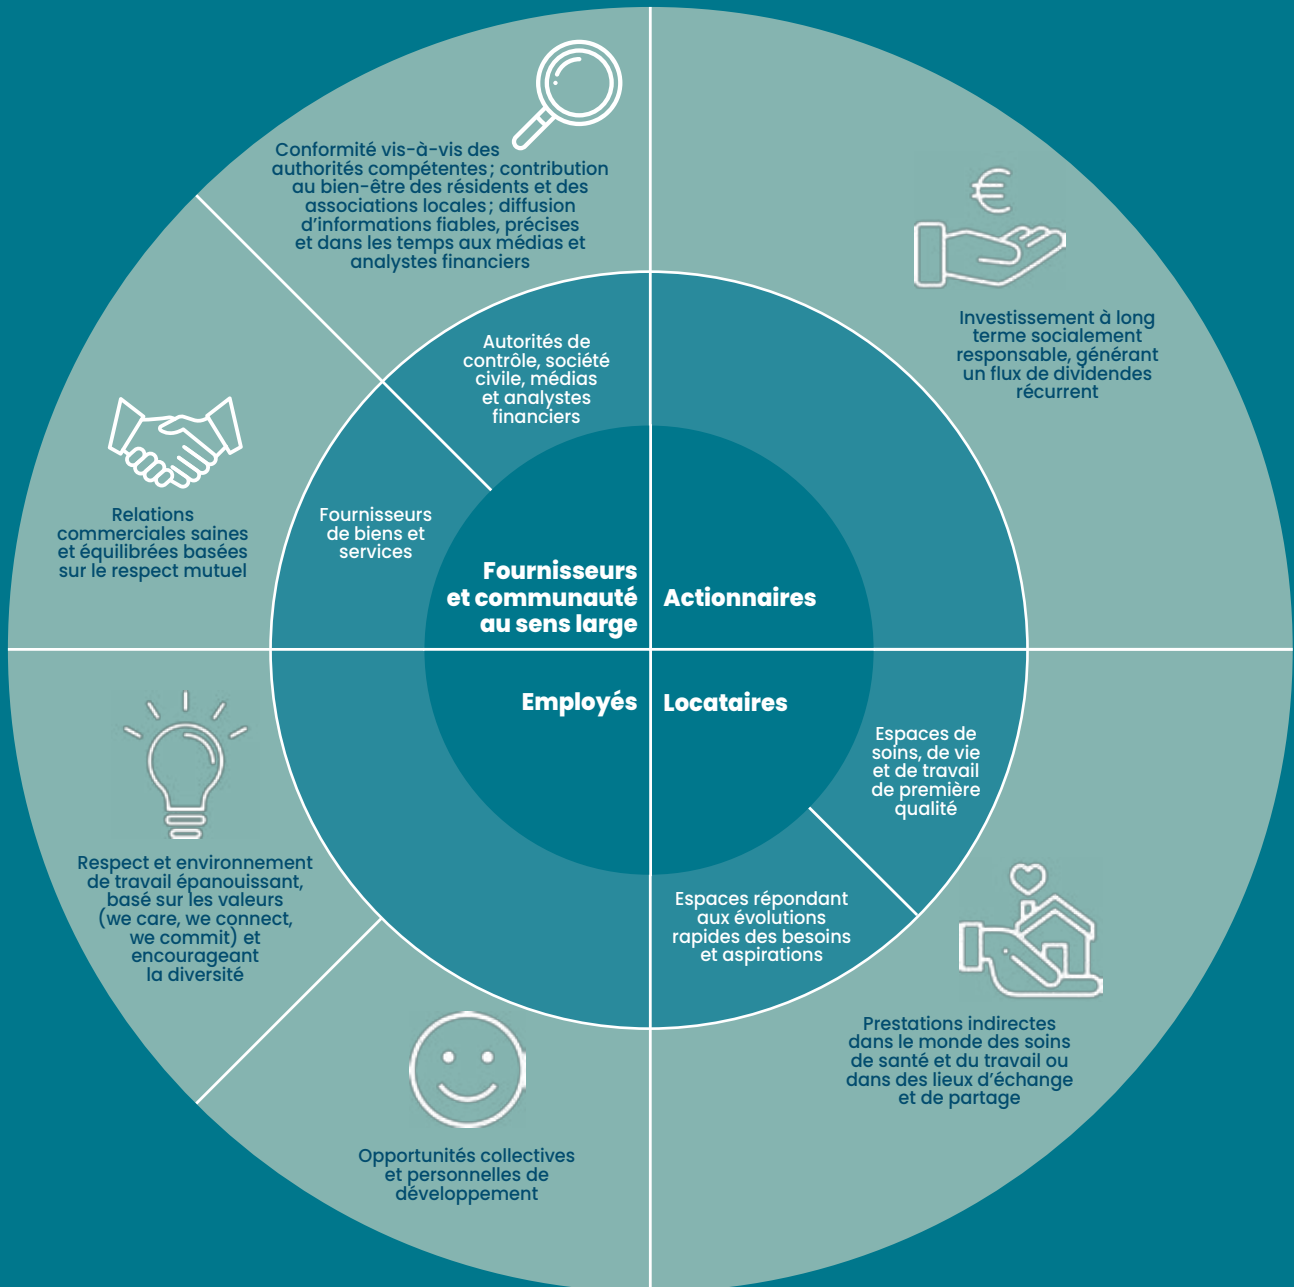 Conformité vis-à-vis des
authorités compétentes; contribution
au bien-être des résidents et des
associations locales; diffusion
d'informations fiables, précises
et dans les temps aux médias et
analystes financiers
€
Investissement à long
terme socialement
responsable, générant
un flux de dividendes
récurrent
Autorités de
contrôle, société
civile, médias
et analystes
financiers
Relations
commerciales saines
et équilibrées basées
sur le respect mutuel
Fournisseurs
de biens et
services
Fournisseurs
et communauté
au sens large
Actionnaires
Employés
Locataires
Espaces de
soins, de vie
et de travail
de première
qualité
Espaces répondant
aux évolutions
rapides des besoins
et aspirations
Respect et environnement
de travail épanouissant,
basé sur les valeurs
(we care, we connect,
we commit) et
encourageant
la diversité
Prestations indirectes
dans le monde des soins
de santé et du travail ou
dans des lieux d'échange
et de partage
Opportunités collectives
et personnelles de
développement